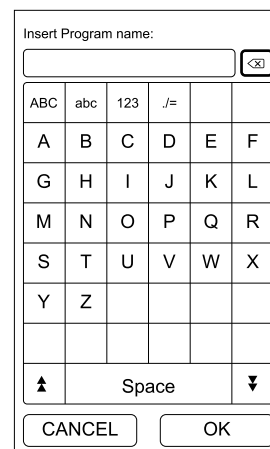 Insert Program name:
ABC abc 123 ./=
A B C D E F
G H I J K L
M N O P Q R
S T U V W X
Y Z
Space
CANCEL OK